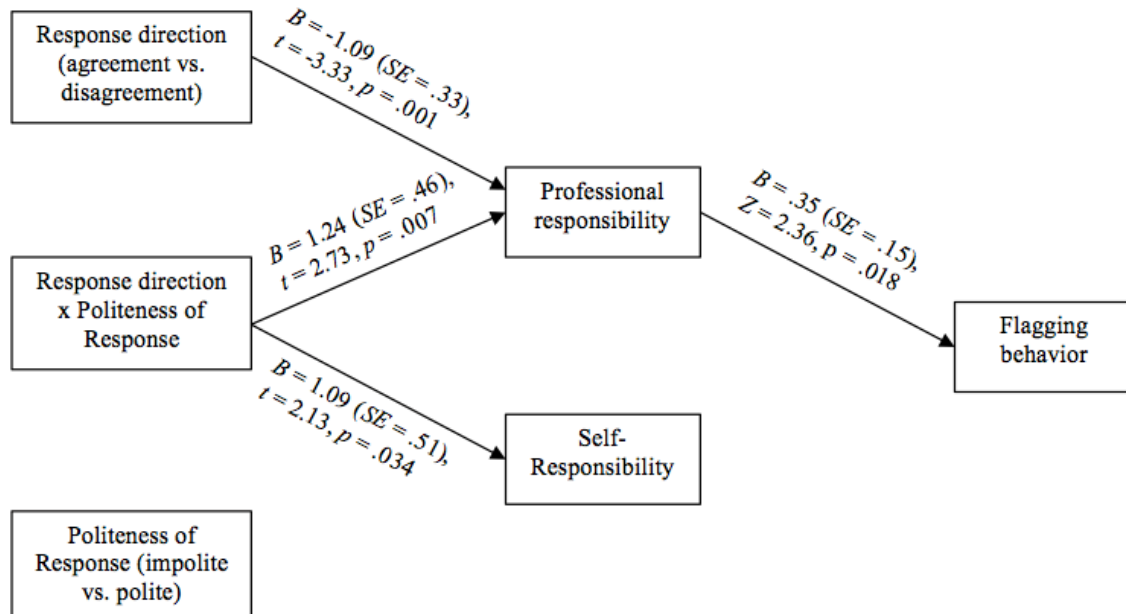 Response direction
(agreement vs.
disagreement)
B = -1.09 (SE = .33),
t = -3.33, p = .001
Professional
responsibility
B = .35 (SE = .15),
Z = 2.36, p = .018
B = 1.24 (SE = .46),
t = 2.73, p = .007
Response direction
x Politeness of
Response
Flagging
behavior
B = 1.09 (SE = .51),
t = 2.13, p = .034
Self-
Responsibility
Politeness of
Response (impolite
vs. polite)